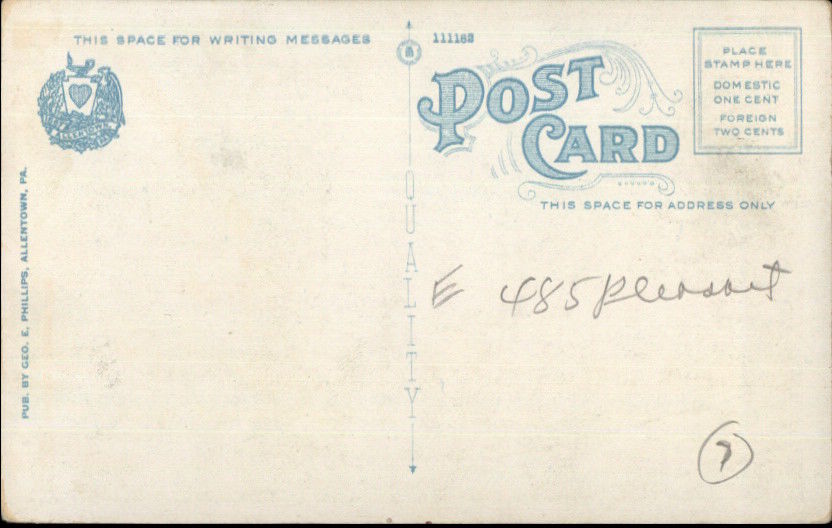 THIS SPACE FOR WRITING MESSAGES
ALLENTOWN
PUB. BY GEO. E. PHILLIPS, ALLENTOWN, PA.
QUALITY
111163
POST CARD
THIS SPACE FOR ADDRESS ONLY
PLACE
STAMP HERE
DOMESTIC
ONE CENT
FOREIGN
TWO CENTS
E 485 Pleasant
7